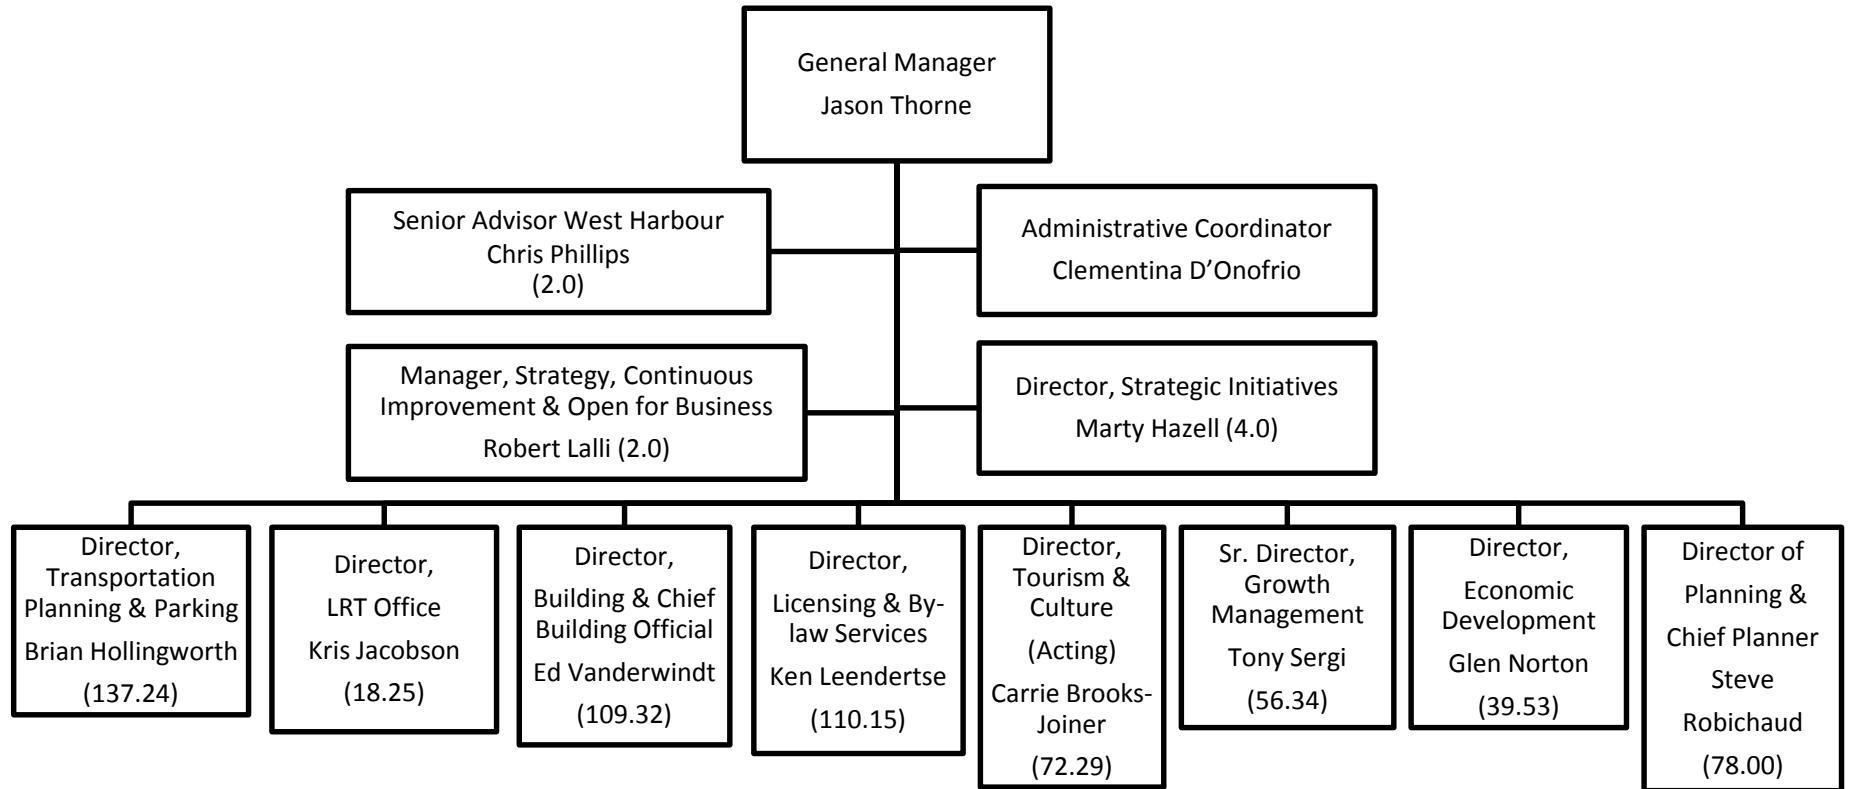 General Manager
Jason Thorne
Senior Advisor West Harbour
Chris Phillips
(2.0)
Administrative Coordinator
Clementina D’Onofrio
Manager, Strategy, Continuous
Improvement & Open for Business
Robert Lalli (2.0)
Director, Strategic Initiatives
Marty Hazell (4.0)
Director,
Transportation
Planning & Parking
Brian Hollingworth
(137.24)
Director,
LRT Office
Kris Jacobson
(18.25)
Director,
Building & Chief
Building Official
Ed Vanderwindt
(109.32)
Director,
Licensing & By-
law Services
Ken Leendertse
(110.15)
Director,
Tourism &
Culture
(Acting)
Carrie Brooks-
Joiner
(72.29)
Sr. Director,
Growth
Management
Tony Sergi
(56.34)
Director,
Economic
Development
Glen Norton
(39.53)
Director of
Planning &
Chief Planner
Steve
Robichaud
(78.00)